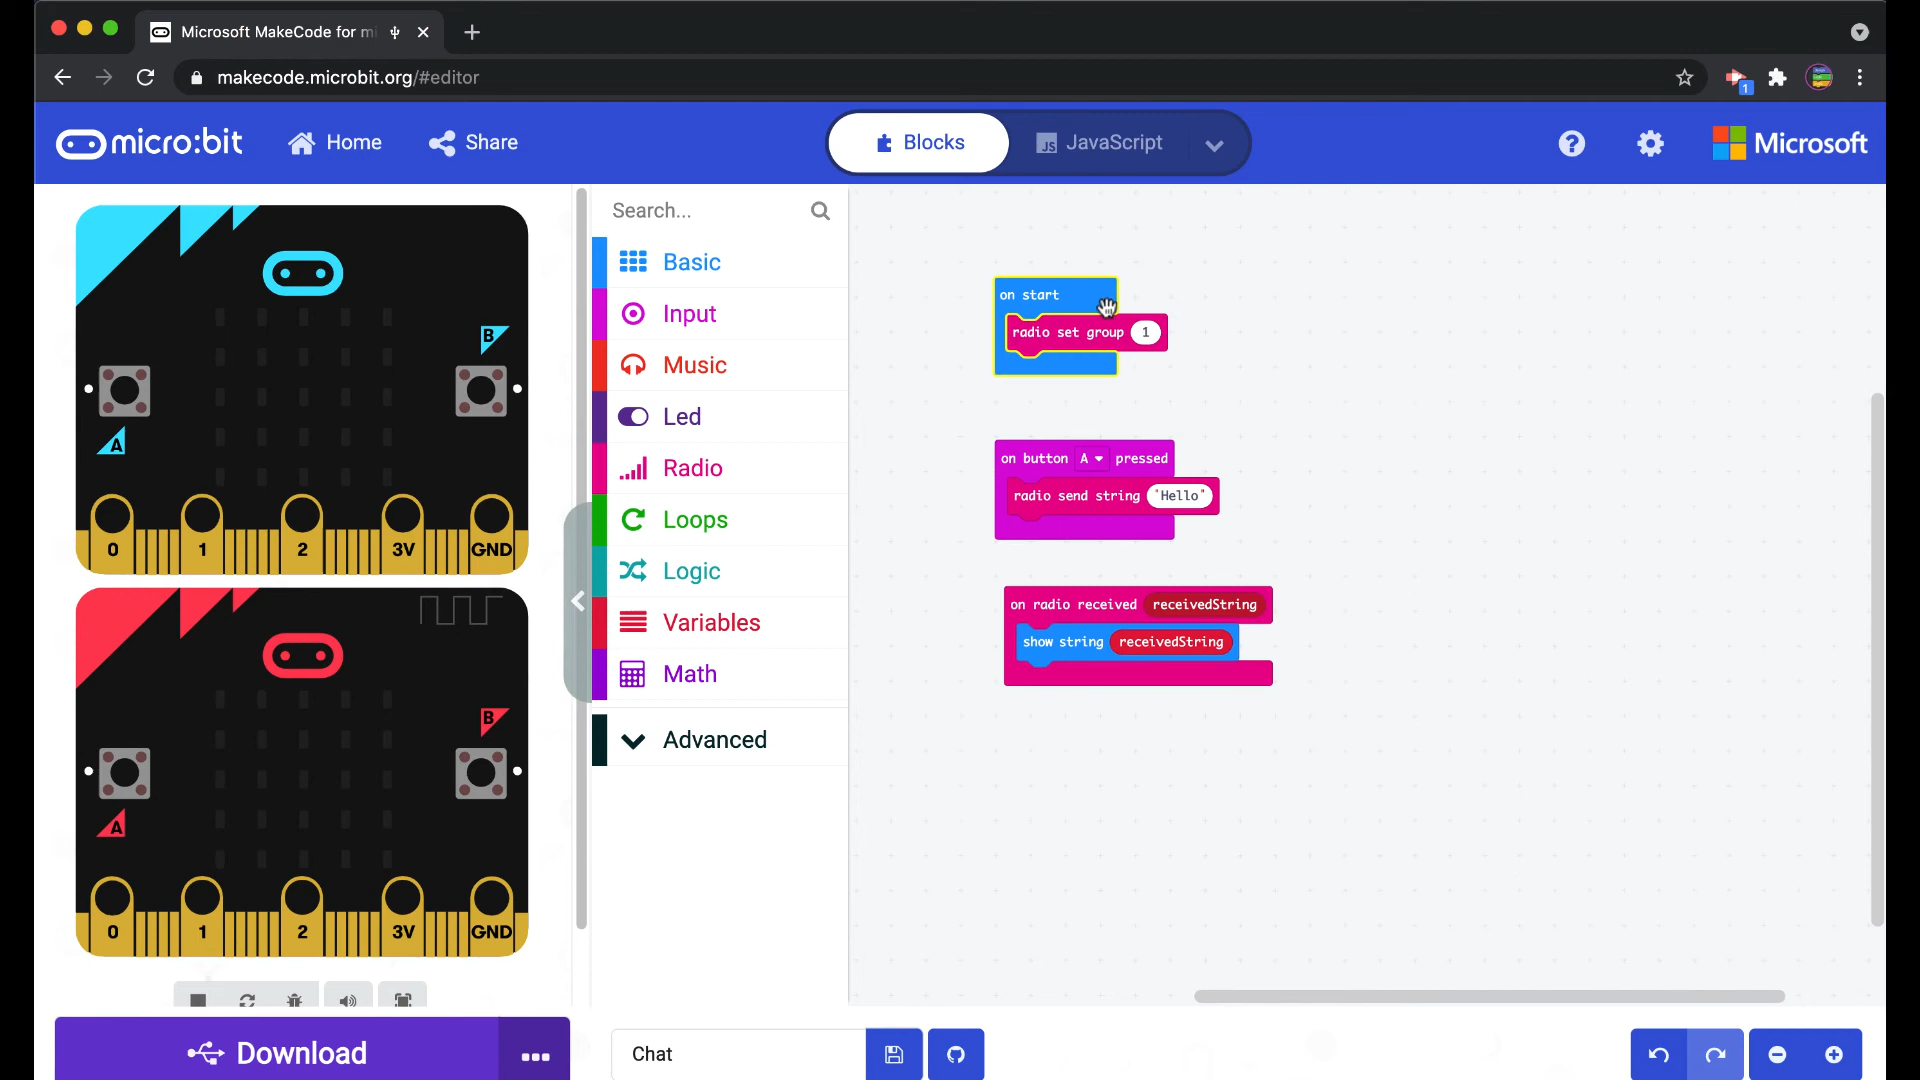 Microsoft MakeCode for mi
makecode.microbit.org/#editor
1
micro:bit
Home
Share
Blocks
JS
JavaScript
?
Microsoft
Search...
Basic
Input
Music
Led
Radio
Loops
Logic
Variables
Math
Advanced
B
A
0 1 2 3V GND
B
A
0 1 2 3V GND
on start
radio set group 1
on button A pressed
radio send string "Hello"
on radio received receivedString
show string receivedString
Download
...
Chat